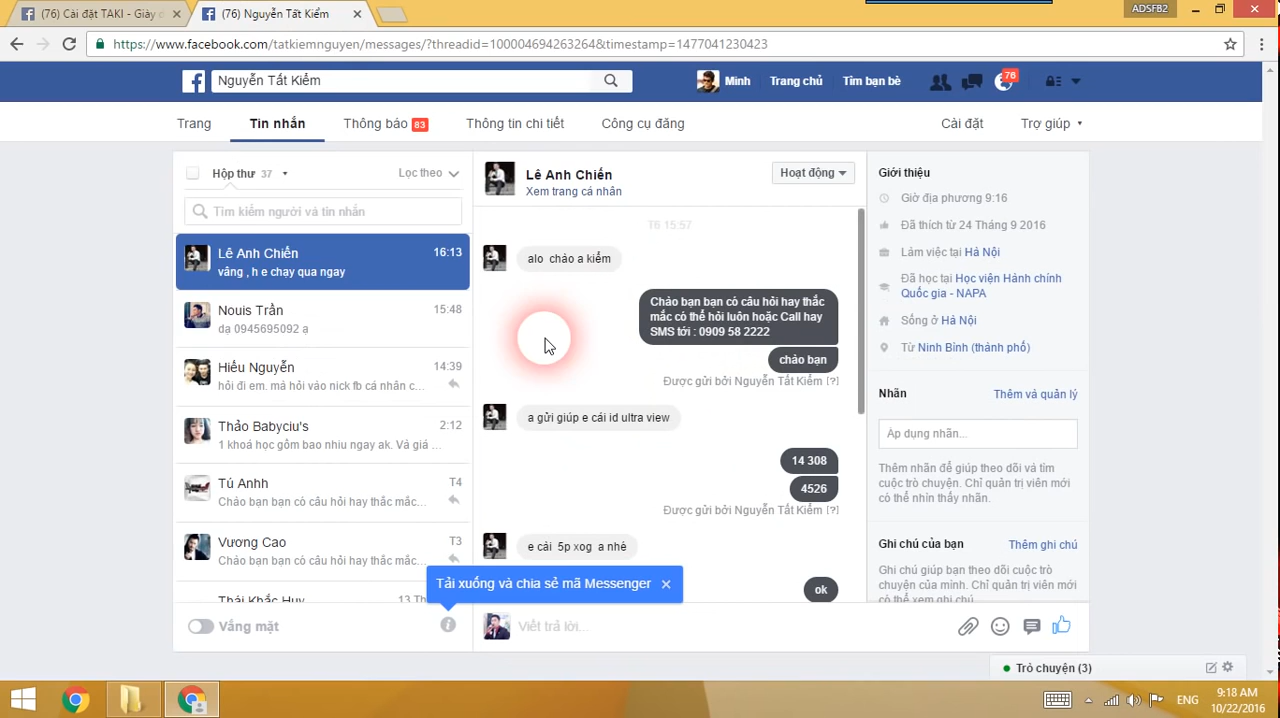 (76) Cài đặt TAKI - Giày d
(76) Nguyễn Tất Kiểm
ADSFB2
https://www.facebook.com/tatkiemnguyen/messages/?threadid=100004694263264&timestamp=1477041230423
Nguyễn Tất Kiểm
Minh
Trang chủ
Tìm bạn bè
76
Trang
Tin nhắn
Thông báo 83
Thông tin chi tiết
Công cụ đăng
Cài đặt
Trợ giúp
Hộp thư 37
Lọc theo
Tìm kiếm người và tin nhắn
Lê Anh Chiến 16:13
vâng , h e chạy qua ngay
Nouis Trần 15:48
dạ 0945695092 ạ
Hiếu Nguyễn 14:39
hỏi đi em. mà hỏi vào nick fb cá nhân c...
Thảo Babyciu's 2:12
1 khoá học gồm bao nhiu ngay ak. Và giá ...
Tú Anhh T4
Chào bạn bạn có câu hỏi hay thắc mắc...
Vương Cao T3
Chào bạn bạn có câu hỏi hay thắc mắc...
Thái Khắc Huy 13 Th
Vắng mặt
Lê Anh Chiến
Xem trang cá nhân
Hoạt động
T6 15:57
alo chào a kiểm
Chào bạn bạn có câu hỏi hay thắc
mắc có thể hỏi luôn hoặc Call hay
SMS tới : 0909 58 2222
chào bạn
Được gửi bởi Nguyễn Tất Kiểm [?]
a gửi giúp e cái id ultra view
14 308
4526
Được gửi bởi Nguyễn Tất Kiểm [?]
e cài 5p xog a nhé
ok
Tải xuống và chia sẻ mã Messenger
Viết trả lời...
Giới thiệu
Giờ địa phương 9:16
Đã thích từ 24 Tháng 9 2016
Làm việc tại Hà Nội
Đã học tại Học viện Hành chính
Quốc gia - NAPA
Sống ở Hà Nội
Từ Ninh Bình (thành phố)
Nhãn
Thêm và quản lý
Áp dụng nhãn...
Thêm nhãn để giúp theo dõi và tìm
cuộc trò chuyện. Chỉ quản trị viên mới
có thể nhìn thấy nhãn.
Ghi chú của bạn
Thêm ghi chú
Ghi chú giúp bạn theo dõi cuộc trò
chuyện của mình. Chỉ quản trị viên mới
có thể xem ghi chú.
Trò chuyện (3)
ENG
9:18 AM
10/22/2016